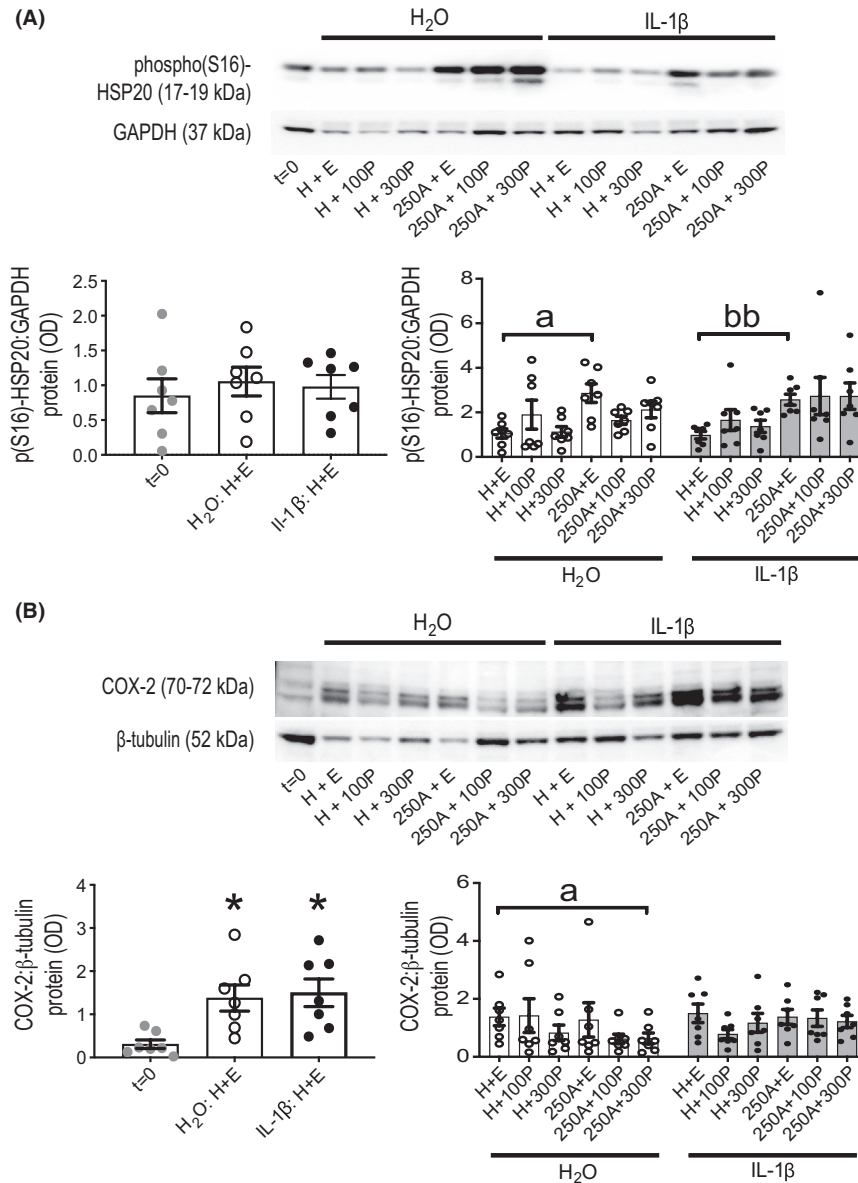 (A)
H2O
IL-1β
phospho(S16)-
HSP20 (17-19 kDa)
GAPDH (37 kDa)
t=0
H + E
H + 100P
H + 300P
250A + E
250A + 100P
250A + 300P
H + E
H + 100P
H + 300P
250A + E
250A + 100P
250A + 300P
p(S16)-HSP20:GAPDH
protein (OD)
2.5
2.0
1.5
1.0
0.5
0.0
t=0
H2O: H+E
Il-1β: H+E
p(S16)-HSP20:GAPDH
protein (OD)
8
6
4
2
0
a
bb
H+E
H+100P
H+300P
250A+E
250A+100P
250A+300P
H+E
H+100P
H+300P
250A+E
250A+100P
250A+300P
H2O
IL-1β
(B)
H2O
IL-1β
COX-2 (70-72 kDa)
β-tubulin (52 kDa)
t=0
H + E
H + 100P
H + 300P
250A + E
250A + 100P
250A + 300P
H + E
H + 100P
H + 300P
250A + E
250A + 100P
250A + 300P
COX-2:β-tubulin
protein (OD)
4
3
2
1
0
*
*
t=0
H2O: H+E
IL-1β: H+E
COX-2:β-tubulin
protein (OD)
6
4
2
0
a
H+E
H+100P
H+300P
250A+E
250A+100P
250A+300P
H+E
H+100P
H+300P
250A+E
250A+100P
250A+300P
H2O
IL-1β